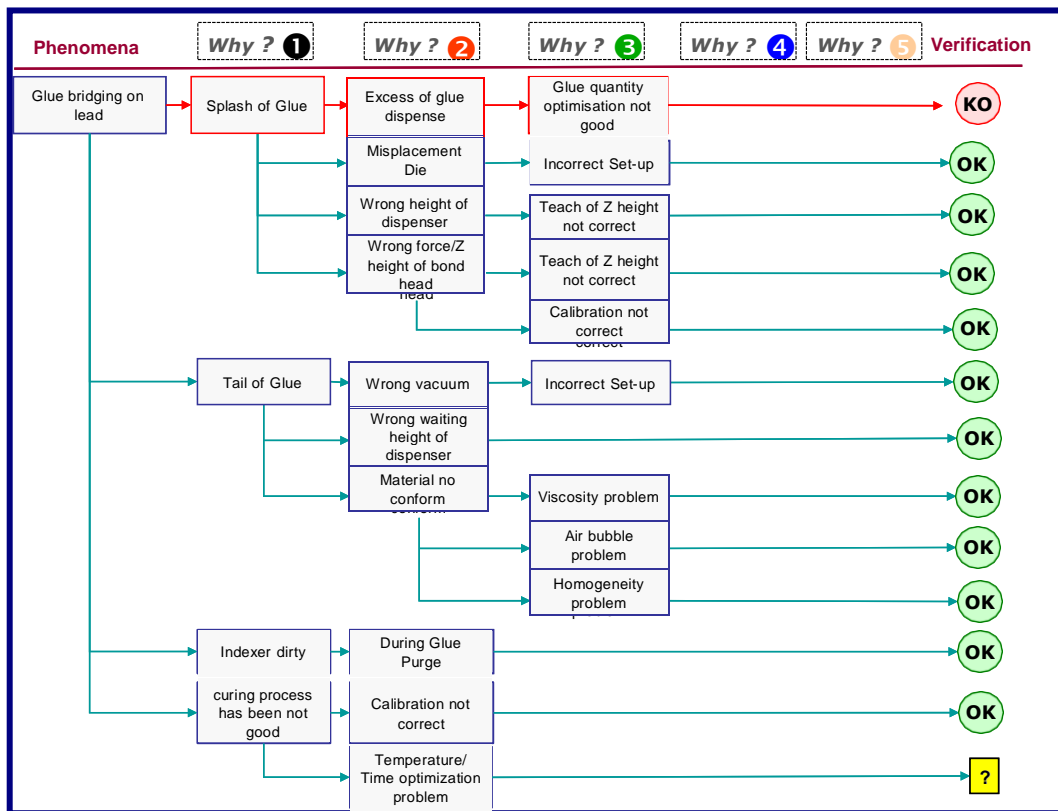 Phenomena
Why ? 1
Why ? 2
Why ? 3
Why ? 4
Why ? 5
Verification
Glue bridging on
lead
Splash of Glue
Excess of glue
dispense
Glue quantity
optimisation not
good
KO
Misplacement
Die
Incorrect Set-up
OK
Wrong height of
dispenser
Teach of Z height
not correct
OK
Wrong force/Z
height of bond
head
Teach of Z height
not correct
OK
Calibration not
correct
OK
Tail of Glue
Wrong vacuum
Incorrect Set-up
OK
Wrong waiting
height of
dispenser
OK
Material no
conform
Viscosity problem
OK
Air bubble
problem
OK
Homogeneity
problem
OK
Indexer dirty
During Glue
Purge
OK
curing process
has been not
good
Calibration not
correct
OK
Temperature/
Time optimization
problem
?